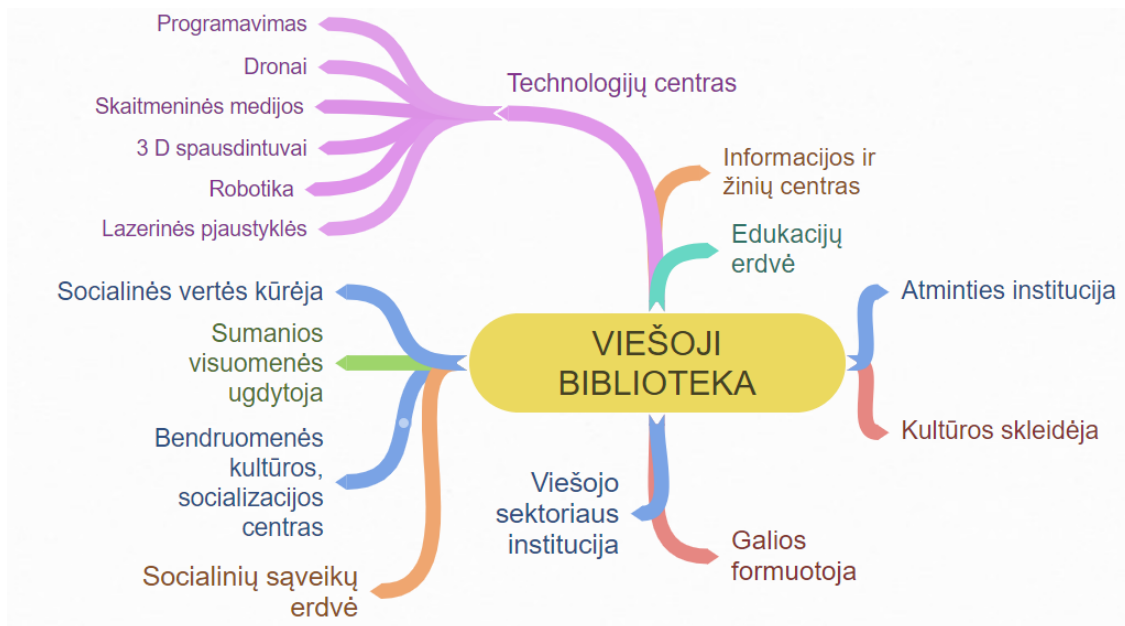 Programavimas
Dronai
Skaitmeninės medijos
3 D spausdintuvai
Robotika
Lazerinės pjaustyklės
Technologijų centras
Informacijos ir
žinių centras
Edukacijų
erdvė
Socialinės vertės kūrėja
Sumanios
visuomenės
ugdytoja
Bendruomenės
kultūros,
socializacijos
centras
Socialinių sąveikų
erdvė
VIEŠOJI
BIBLIOTEKA
Atminties institucija
Kultūros skleidėja
Viešojo
sektoriaus
institucija
Galios
formuotoja